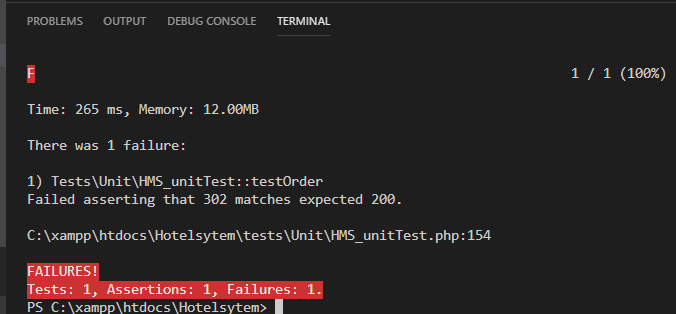 PROBLEMS OUTPUT DEBUG CONSOLE TERMINAL
F 1 / 1 (100%)
Time: 265 ms, Memory: 12.00MB
There was 1 failure:
1) Tests\Unit\HMS_unitTest::testOrder
Failed asserting that 302 matches expected 200.
C:\xampp\htdocs\Hotelsytem\tests\Unit\HMS_unitTest.php:154
FAILURES!
Tests: 1, Assertions: 1, Failures: 1.
PS C:\xampp\htdocs\Hotelsytem>